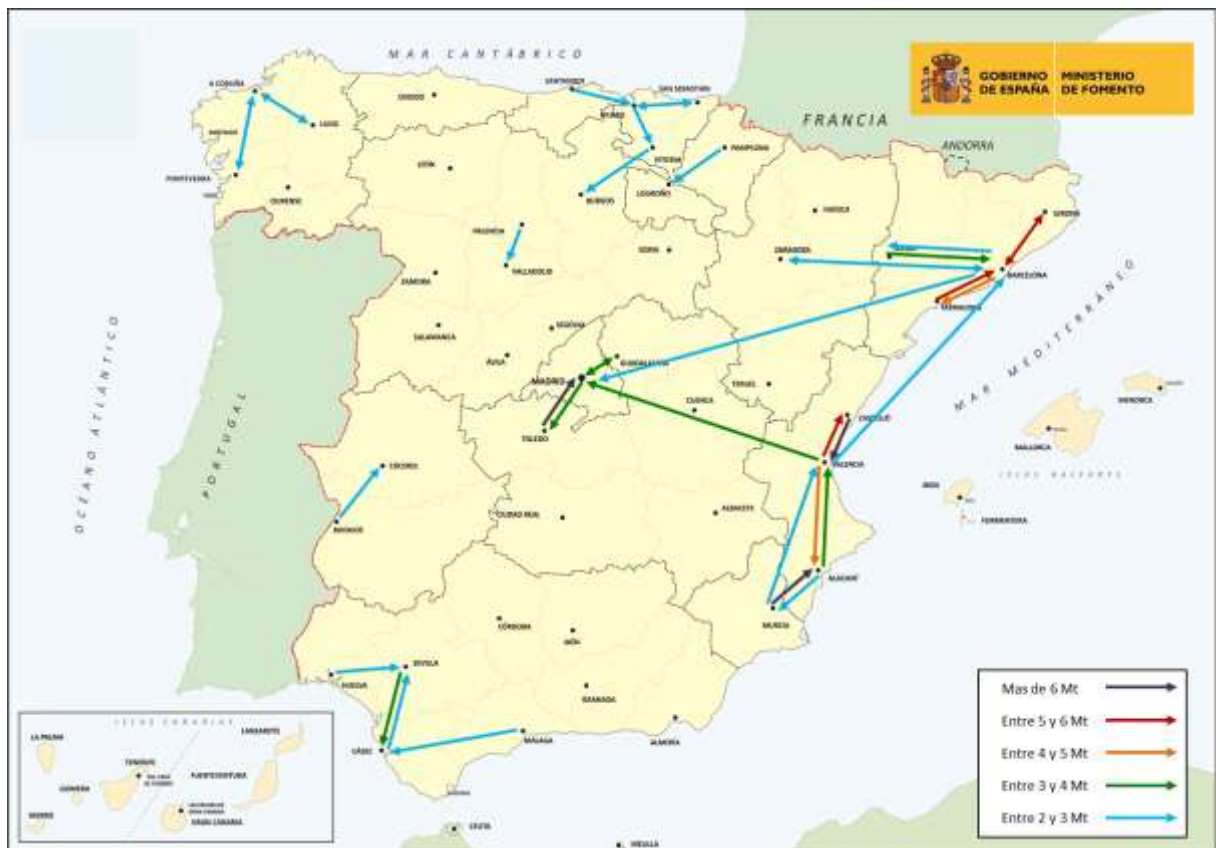 MAR CANTÁBRICO
GOBIERNO DE ESPAÑA
MINISTERIO DE FOMENTO
FRANCIA
ANDORRA
A CORUÑA
LUGO
PONTEVEDRA
OURENSE
OVIEDO
SANTANDER
SAN SEBASTIÁN
BILBAO
VITORIA
PAMPLONA
LOGROÑO
BURGOS
LEÓN
PALENCIA
VALLADOLID
ZAMORA
SORIA
HUESCA
ZARAGOZA
GIRONA
BARCELONA
TARRAGONA
SALAMANCA
SEGOVIA
ÁVILA
GUADALAJARA
MADRID
TOLEDO
CUENCA
TERUEL
CASTELLÓ
VALENCIA
CÁCERES
BADAJOZ
CIUDAD REAL
ALBACETE
ALACANT
MURCIA
CÓRDOBA
JAÉN
SEVILLA
HUELVA
GRANADA
CÁDIZ
MÁLAGA
ALMERÍA
CEUTA
MELILLA
OCÉANO ATLÁNTICO
PORTUGAL
MAR MEDITERRÁNEO
MENORCA
MALLORCA
ISLAS BALEARES
IBIZA
FORMENTERA
ISLAS CANARIAS
LA PALMA
LANZAROTE
TENERIFE
FUERTEVENTURA
GOMERA
HIERRO
GRAN CANARIA
Mas de 6 Mt
Entre 5 y 6 Mt
Entre 4 y 5 Mt
Entre 3 y 4 Mt
Entre 2 y 3 Mt